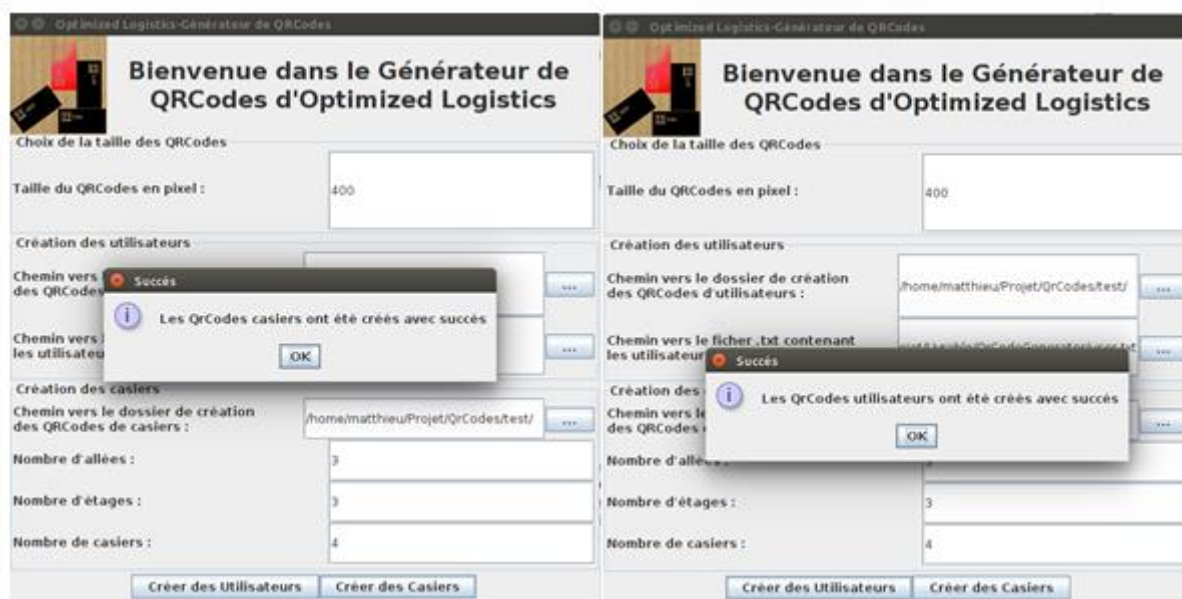 Optimized Logistics-Générateur de QRCodes
Bienvenue dans le Générateur de
QRCodes d'Optimized Logistics
Choix de la taille des QRCodes
Taille du QRCodes en pixel :
400
Création des utilisateurs
Chemin vers
des QRCodes
...
Chemin vers
les utilisateu
...
Succès
Les QrCodes casiers ont été créés avec succès
OK
Création des casiers
Chemin vers le dossier de création
des QRCodes de casiers :
/home/matthieu/Projet/QrCodes/test/
...
Nombre d'allées :
3
Nombre d'étages :
3
Nombre de casiers :
4
Créer des Utilisateurs
Créer des Casiers
Optimized Logistics-Générateur de QRCodes
Bienvenue dans le Générateur de
QRCodes d'Optimized Logistics
Choix de la taille des QRCodes
Taille du QRCodes en pixel :
400
Création des utilisateurs
Chemin vers le dossier de création
des QRCodes d'utilisateurs :
/home/matthieu/Projet/QrCodes/test/
...
Chemin vers le ficher .txt contenant
les utilisateur
...
Succès
Les QrCodes utilisateurs ont été créés avec succès
OK
Création des
Chemin vers le
des QRCodes
...
Nombre d'allées :
3
Nombre d'étages :
3
Nombre de casiers :
4
Créer des Utilisateurs
Créer des Casiers